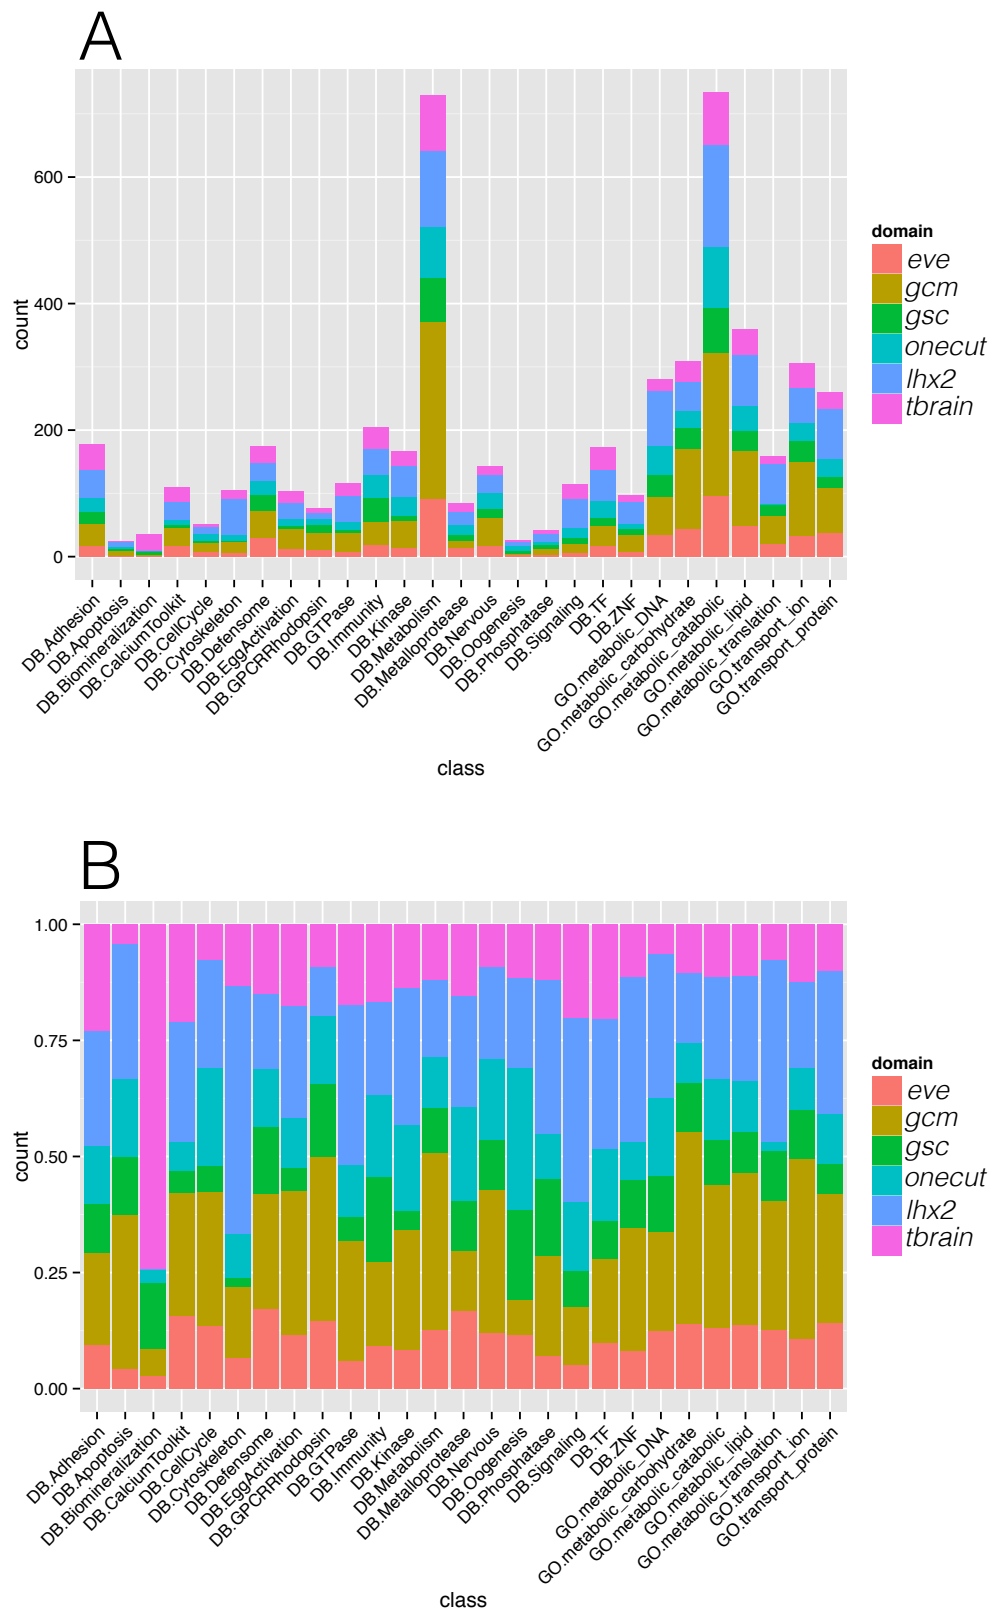 A
600
400
200
0
count
DB.Adhesion
DB.Apoptosis
DB.Biomineralization
DB.CalciumToolkit
DB.CellCycle
DB.Cytoskeleton
DB.Defensome
DB.EggActivation
DB.GPCRRhodopsin
DB.GTPase
DB.Immunity
DB.Kinase
DB.Metabolism
DB.Metalloprotease
DB.Nervous
DB.Oogenesis
DB.Phosphatase
DB.Signaling
DB.TF
DB.ZNF
GO.metabolic_DNA
GO.metabolic_carbohydrate
GO.metabolic_catabolic
GO.metabolic_lipid
GO.metabolic_translation
GO.transport_ion
GO.transport_protein
class
domain
eve
gcm
gsc
onecut
lhx2
tbrain
B
1.00
0.75
0.50
0.25
0.00
count
DB.Adhesion
DB.Apoptosis
DB.Biomineralization
DB.CalciumToolkit
DB.CellCycle
DB.Cytoskeleton
DB.Defensome
DB.EggActivation
DB.GPCRRhodopsin
DB.GTPase
DB.Immunity
DB.Kinase
DB.Metabolism
DB.Metalloprotease
DB.Nervous
DB.Oogenesis
DB.Phosphatase
DB.Signaling
DB.TF
DB.ZNF
GO.metabolic_DNA
GO.metabolic_carbohydrate
GO.metabolic_catabolic
GO.metabolic_lipid
GO.metabolic_translation
GO.transport_ion
GO.transport_protein
class
domain
eve
gcm
gsc
onecut
lhx2
tbrain